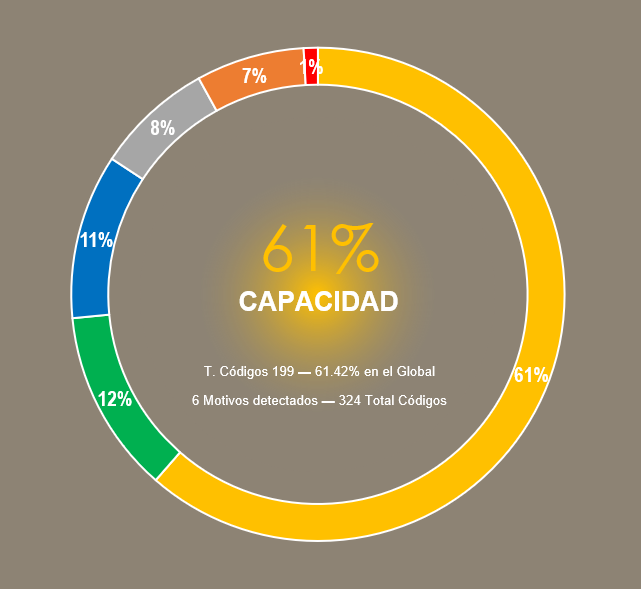 1%
7%
8%
11%
61%
CAPACIDAD
T. Códigos 199 — 61.42% en el Global
61%
12%
6 Motivos detectados — 324 Total Códigos